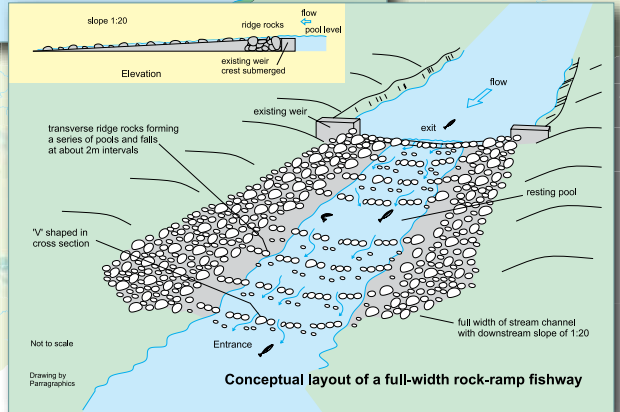 slope 1:20
ridge rocks
flow
pool level
existing weir
crest submerged
Elevation
flow
existing weir
exit
transverse ridge rocks forming
a series of pools and falls
at about 2m intervals
resting pool
'V' shaped in
cross section
full width of stream channel
with downstream slope of 1:20
Not to scale
Entrance
Drawing by
Parragraphics
Conceptual layout of a full-width rock-ramp fishway